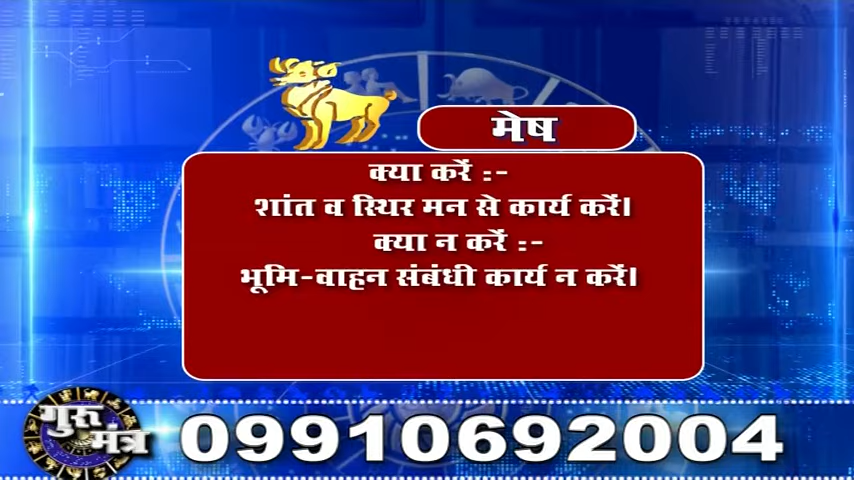 मेष
क्या करें :-
शांत व स्थिर मन से कार्य करें।
क्या न करें :-
भूमि-वाहन संबंधी कार्य न करें।
गुरु
मंत्र
09910692004